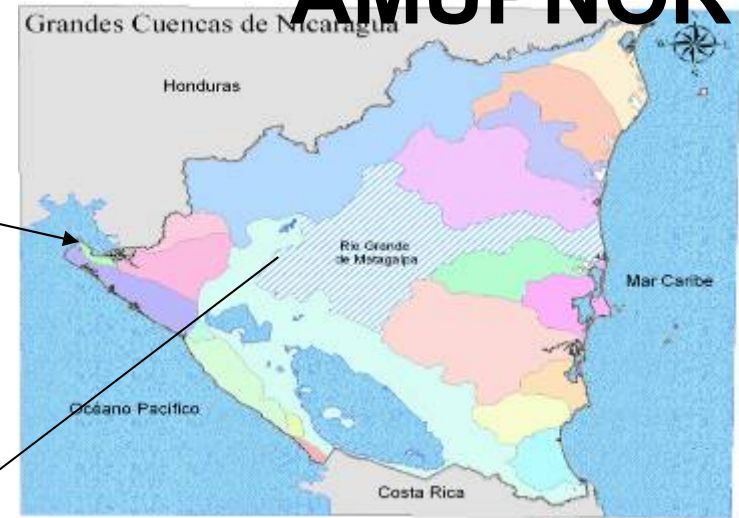 AMUPNOR
Grandes Cuencas de Nicaragua
Honduras
Río Grande
de Matagalpa
Mar Caribe
Océano Pacífico
Costa Rica